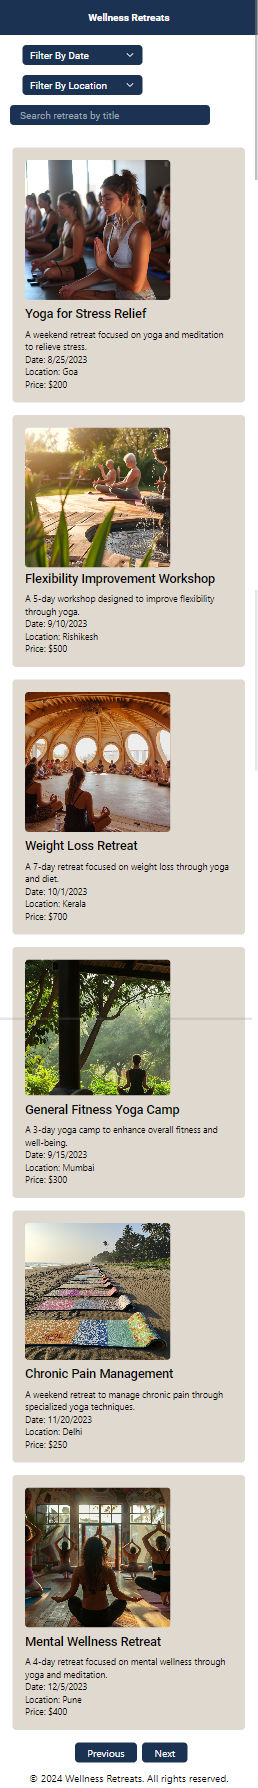 Wellness Retreats
Filter By Date
Filter By Location
Search retreats by title
Yoga for Stress Relief
A weekend retreat focused on yoga and meditation
to relieve stress.
Date: 8/25/2023
Location: Goa
Price: $200
Flexibility Improvement Workshop
A 5-day workshop designed to improve flexibility
through yoga.
Date: 9/10/2023
Location: Rishikesh
Price: $500
Weight Loss Retreat
A 7-day retreat focused on weight loss through yoga
and diet.
Date: 10/1/2023
Location: Kerala
Price: $700
General Fitness Yoga Camp
A 3-day yoga camp to enhance overall fitness and
well-being.
Date: 9/15/2023
Location: Mumbai
Price: $300
Chronic Pain Management
A weekend retreat to manage chronic pain through
specialized yoga techniques.
Date: 11/20/2023
Location: Delhi
Price: $250
Mental Wellness Retreat
A 4-day retreat focused on mental wellness through
yoga and meditation.
Date: 12/5/2023
Location: Pune
Price: $400
Previous Next
© 2024 Wellness Retreats. All rights reserved.